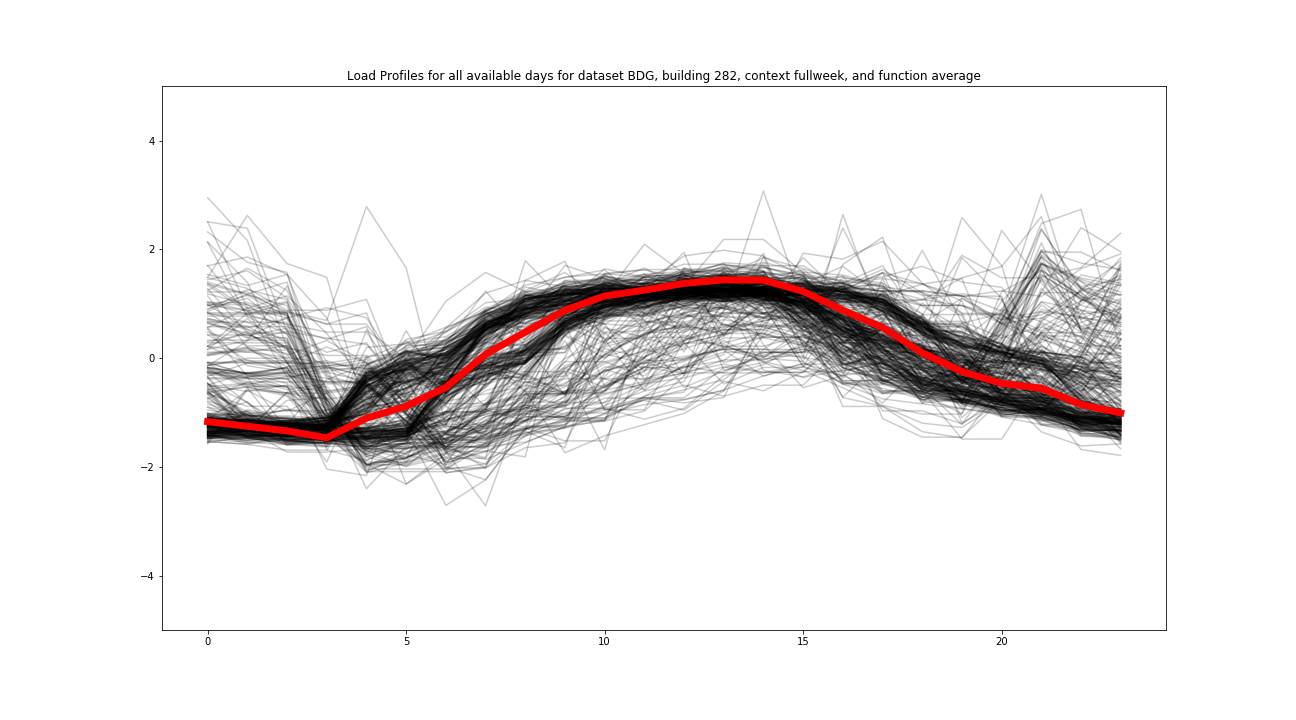 Load Profiles for all available days for dataset BDG, building 282, context fullweek, and function average
4
2
0
−2
−4
0 5 10 15 20